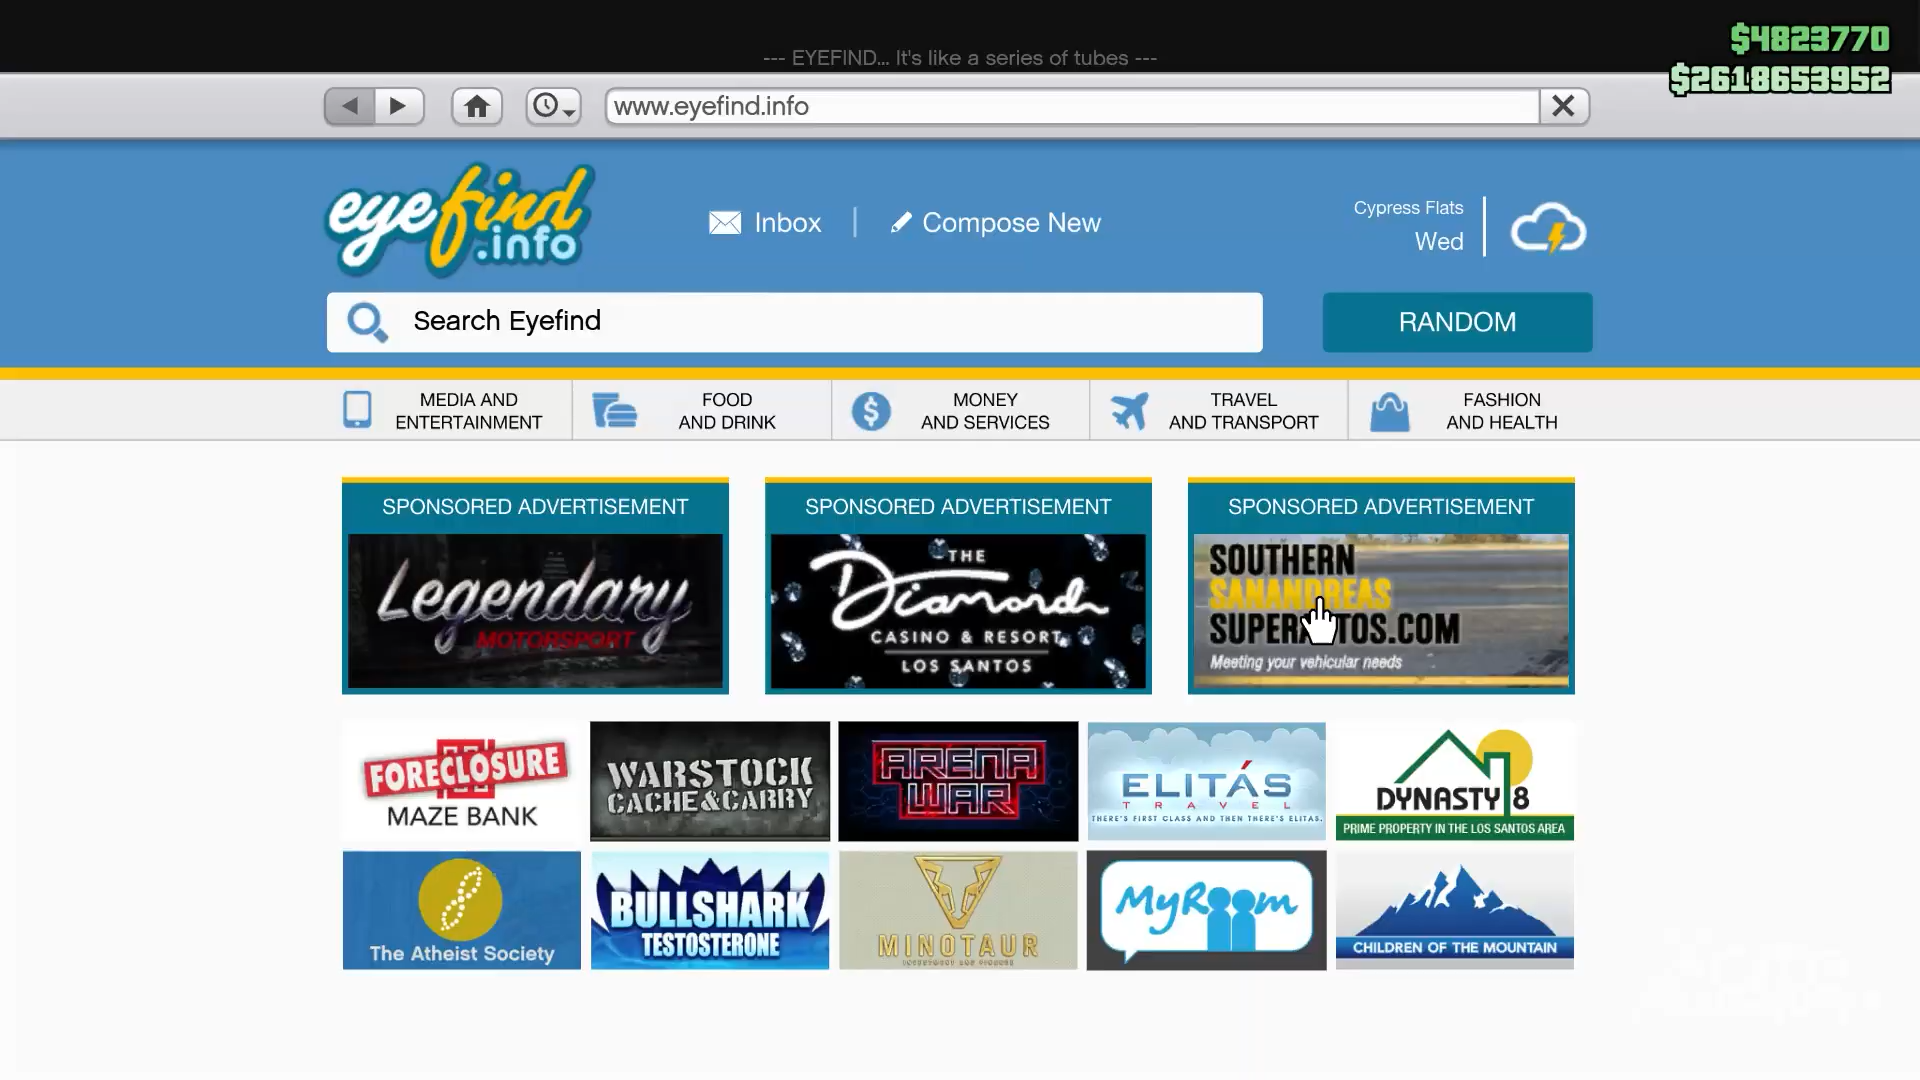 $4823770
--- EYEFIND... It's like a series of tubes ---
$2618653952
www.eyefind.info
eyefind
.info
Inbox
Compose New
Cypress Flats
Wed
Search Eyefind
RANDOM
MEDIA AND
ENTERTAINMENT
FOOD
AND DRINK
MONEY
AND SERVICES
TRAVEL
AND TRANSPORT
FASHION
AND HEALTH
SPONSORED ADVERTISEMENT
Legendary
MOTORSPORT
SPONSORED ADVERTISEMENT
THE
Diamond
CASINO & RESORT
LOS SANTOS
SPONSORED ADVERTISEMENT
SOUTHERN
SANANDREAS
SUPERAUTOS.COM
Meeting your vehicular needs
FORECLOSURE
MAZE BANK
WARSTOCK
CACHE&CARRY
ARENA
WAR
ELITÁS
TRAVEL
THERE'S FIRST CLASS AND THEN THERE'S ELITAS.
DYNASTY 8
PRIME PROPERTY IN THE LOS SANTOS AREA
The Atheist Society
BULLSHARK
TESTOSTERONE
MINOTAUR
MyRoom
CHILDREN OF THE MOUNTAIN